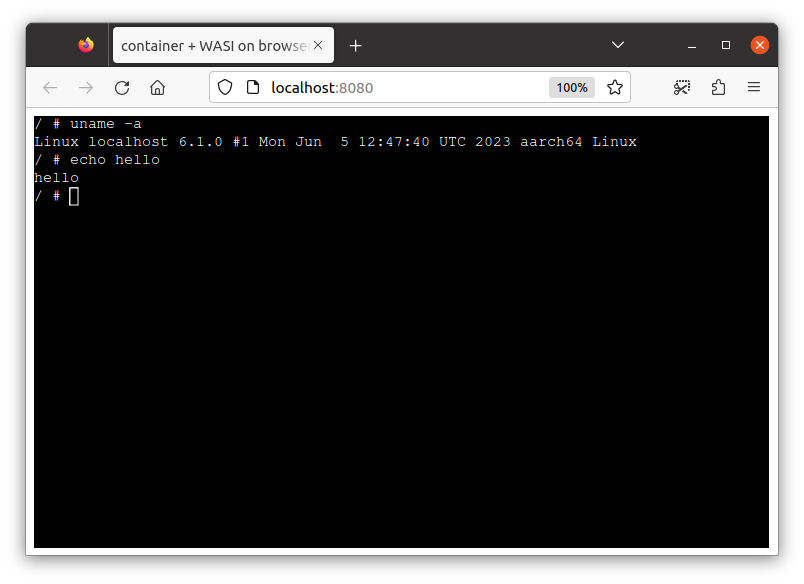 container + WASI on browse
localhost:8080
100%
/ # uname -a
Linux localhost 6.1.0 #1 Mon Jun  5 12:47:40 UTC 2023 aarch64 Linux
/ # echo hello
hello
/ #